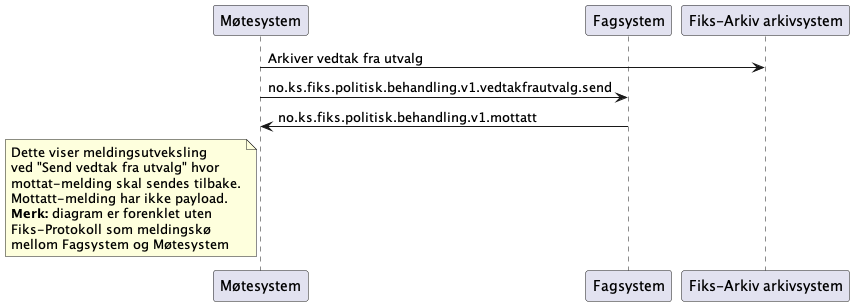 Møtesystem
Fagsystem
Fiks-Arkiv arkivsystem
Arkiver vedtak fra utvalg
no.ks.fiks.politisk.behandling.v1.vedtakfrautvalg.send
no.ks.fiks.politisk.behandling.v1.mottatt
Dette viser meldingsutveksling
ved "Send vedtak fra utvalg" hvor
mottat-melding skal sendes tilbake.
Mottatt-melding har ikke payload.
Merk: diagram er forenklet uten
Fiks-Protokoll som meldingskø
mellom Fagsystem og Møtesystem
Møtesystem
Fagsystem
Fiks-Arkiv arkivsystem